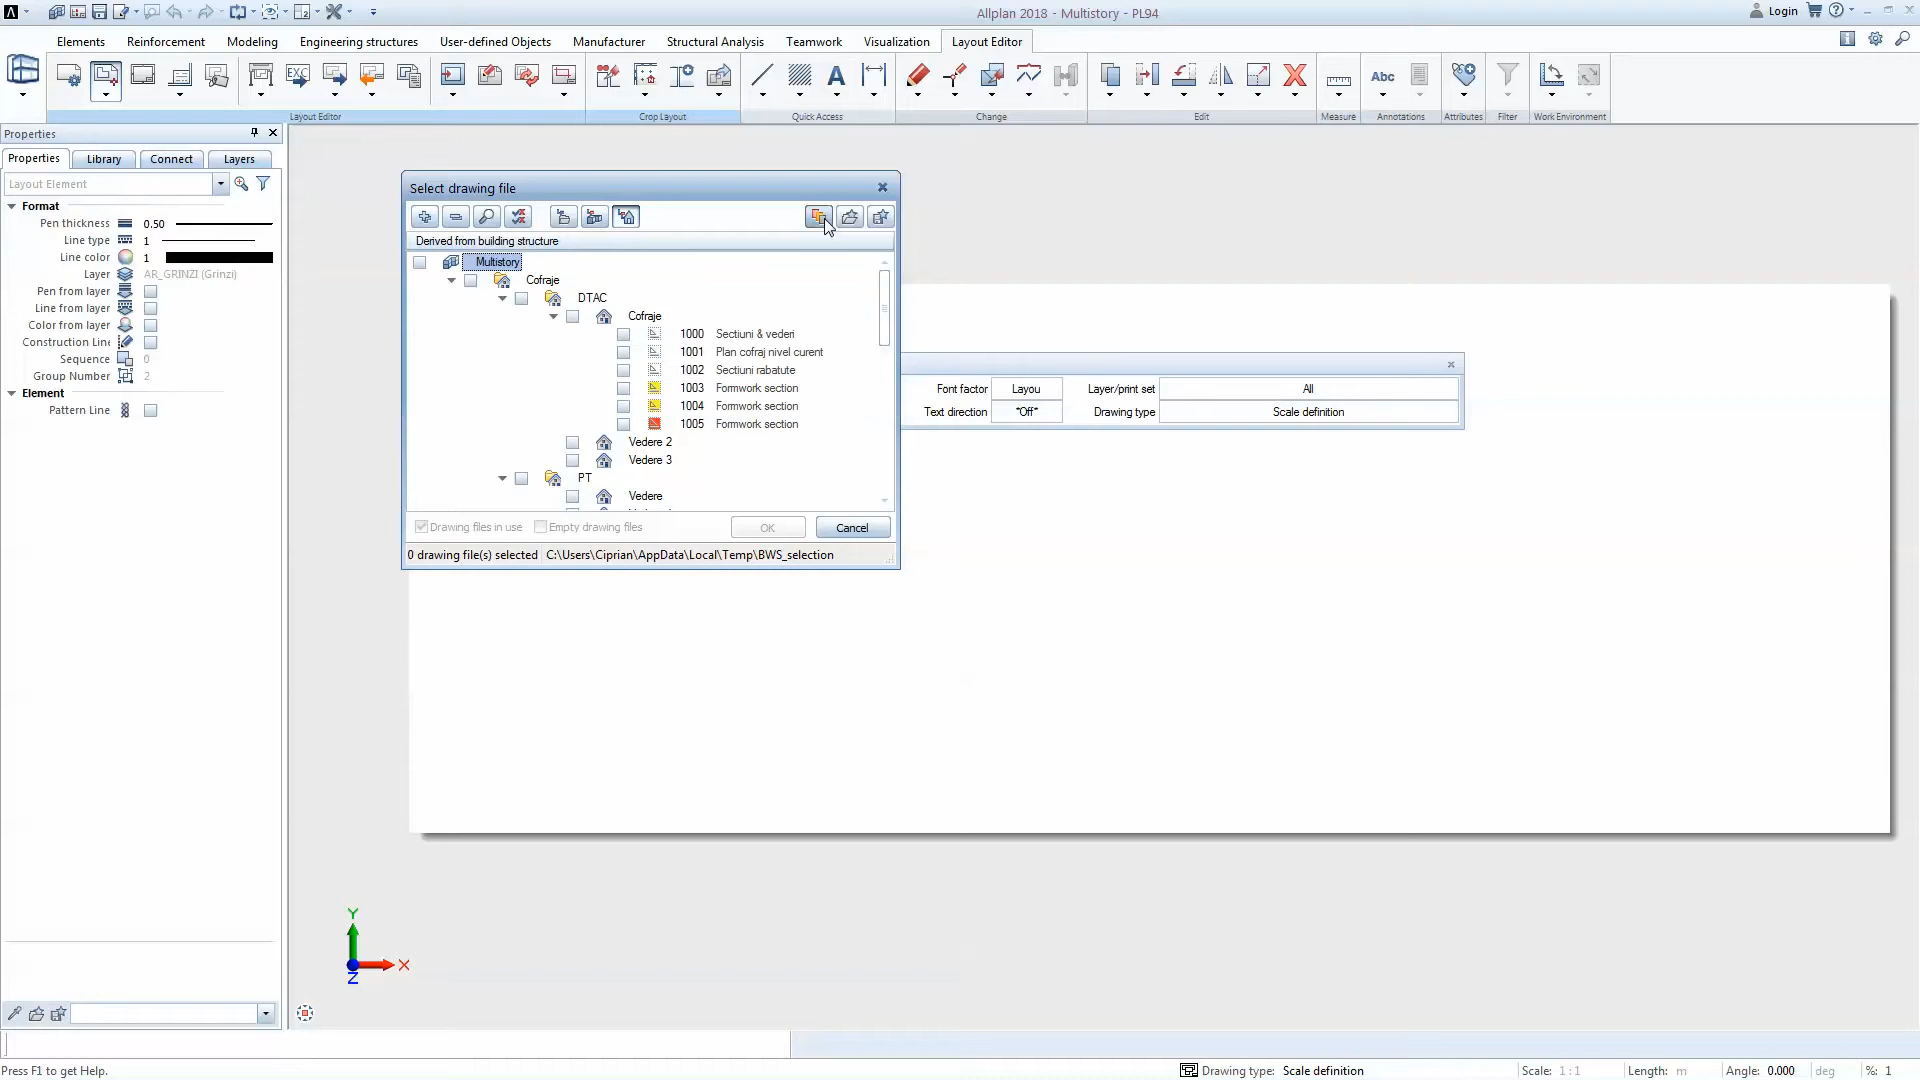 Allplan 2018 - Multistory - PL94
Login
Elements Reinforcement Modeling Engineering structures User-defined Objects Manufacturer Structural Analysis Teamwork Visualization Layout Editor
EXC
A
Abc
Layout Editor Crop Layout Quick Access Change Edit Measure Annotations Attributes Filter Work Environment
Properties
Properties Library Connect Layers
Layout Element
Format
Pen thickness 0.50
Line type 1
Line color 1
Layer AR_GRINZI (Grinzi)
Pen from layer
Line from layer
Color from layer
Construction Line
Sequence 0
Group Number 2
Element
Pattern Line
Select drawing file
Derived from building structure
Multistory
Cofraje
DTAC
Cofraje
1000 Sectiuni & vederi
1001 Plan cofraj nivel curent
1002 Sectiuni rabatute
1003 Formwork section
1004 Formwork section
1005 Formwork section
Vedere 2
Vedere 3
PT
Vedere
Drawing files in use Empty drawing files OK Cancel
0 drawing file(s) selected C:\Users\Ciprian\AppData\Local\Temp\BWS_selection
Font factor Layou Layer/print set All
Text direction *Off* Drawing type Scale definition
Y
X
Z
Press F1 to get Help.
Drawing type: Scale definition Scale: 1:1 Length: m Angle: 0.000 deg %: 1